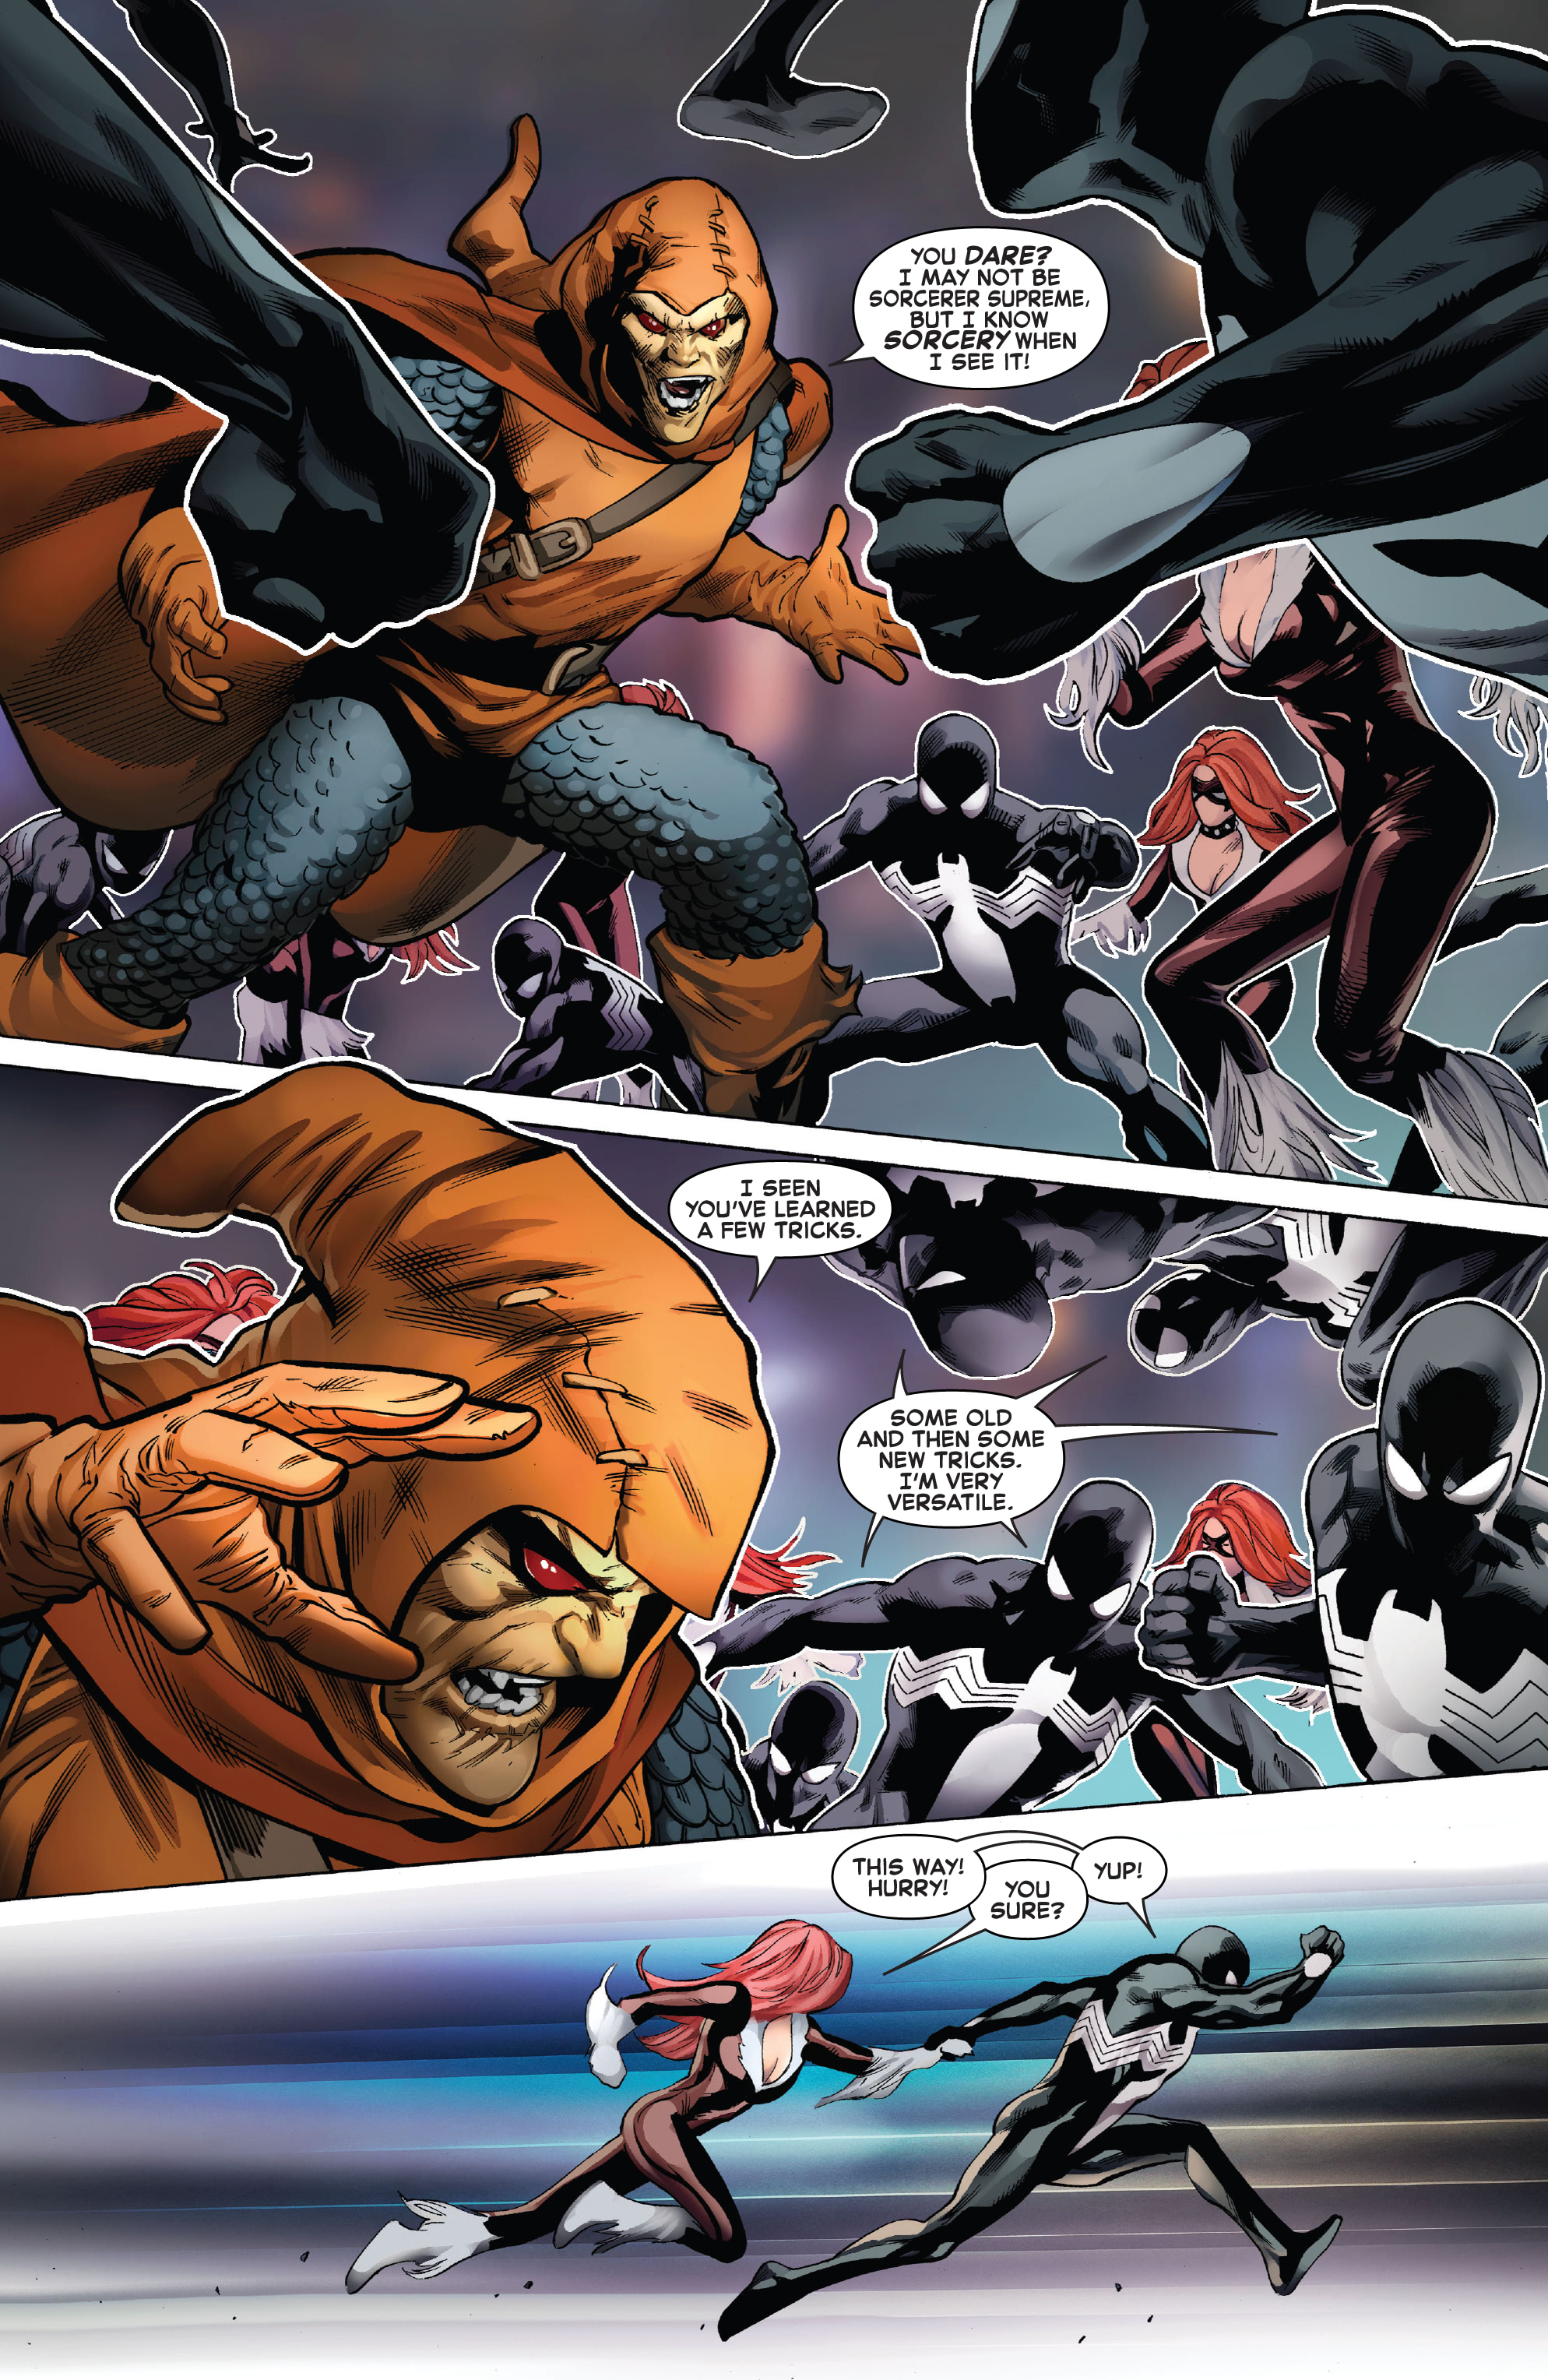 YOU DARE?
I MAY NOT BE
SORCERER SUPREME,
BUT I KNOW
SORCERY WHEN
I SEE IT!
I SEEN
YOU'VE LEARNED
A FEW TRICKS.
SOME OLD
AND THEN SOME
NEW TRICKS.
I'M VERY
VERSATILE.
THIS WAY!
HURRY!
YOU
SURE?
YUP!